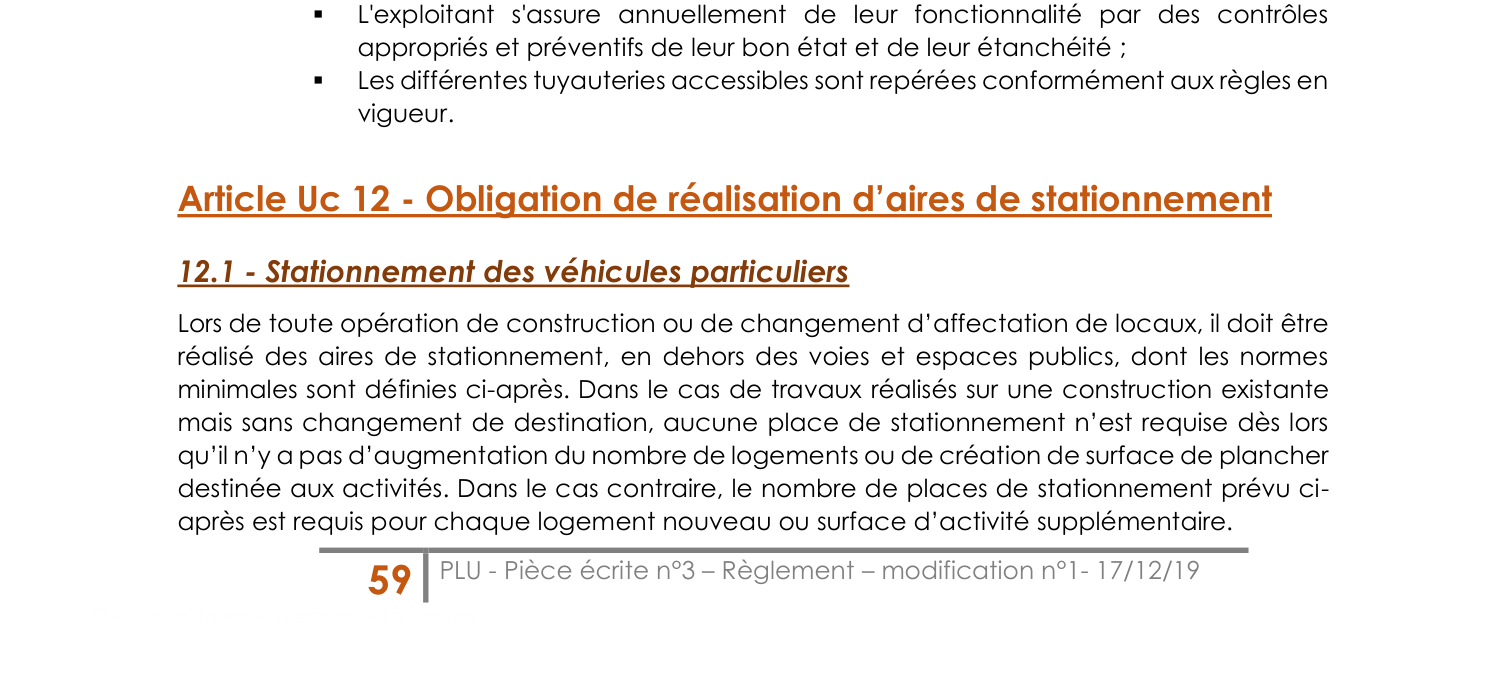 ▪ L'exploitant s'assure annuellement de leur fonctionnalité par des contrôles
appropriés et préventifs de leur bon état et de leur étanchéité ;
▪ Les différentes tuyauteries accessibles sont repérées conformément aux règles en
vigueur.
Article Uc 12 - Obligation de réalisation d’aires de stationnement
12.1 - Stationnement des véhicules particuliers
Lors de toute opération de construction ou de changement d’affectation de locaux, il doit être
réalisé des aires de stationnement, en dehors des voies et espaces publics, dont les normes
minimales sont définies ci-après. Dans le cas de travaux réalisés sur une construction existante
mais sans changement de destination, aucune place de stationnement n’est requise dès lors
qu’il n’y a pas d’augmentation du nombre de logements ou de création de surface de plancher
destinée aux activités. Dans le cas contraire, le nombre de places de stationnement prévu ci-
après est requis pour chaque logement nouveau ou surface d’activité supplémentaire.
59 PLU - Pièce écrite n°3 – Règlement – modification n°1- 17/12/19